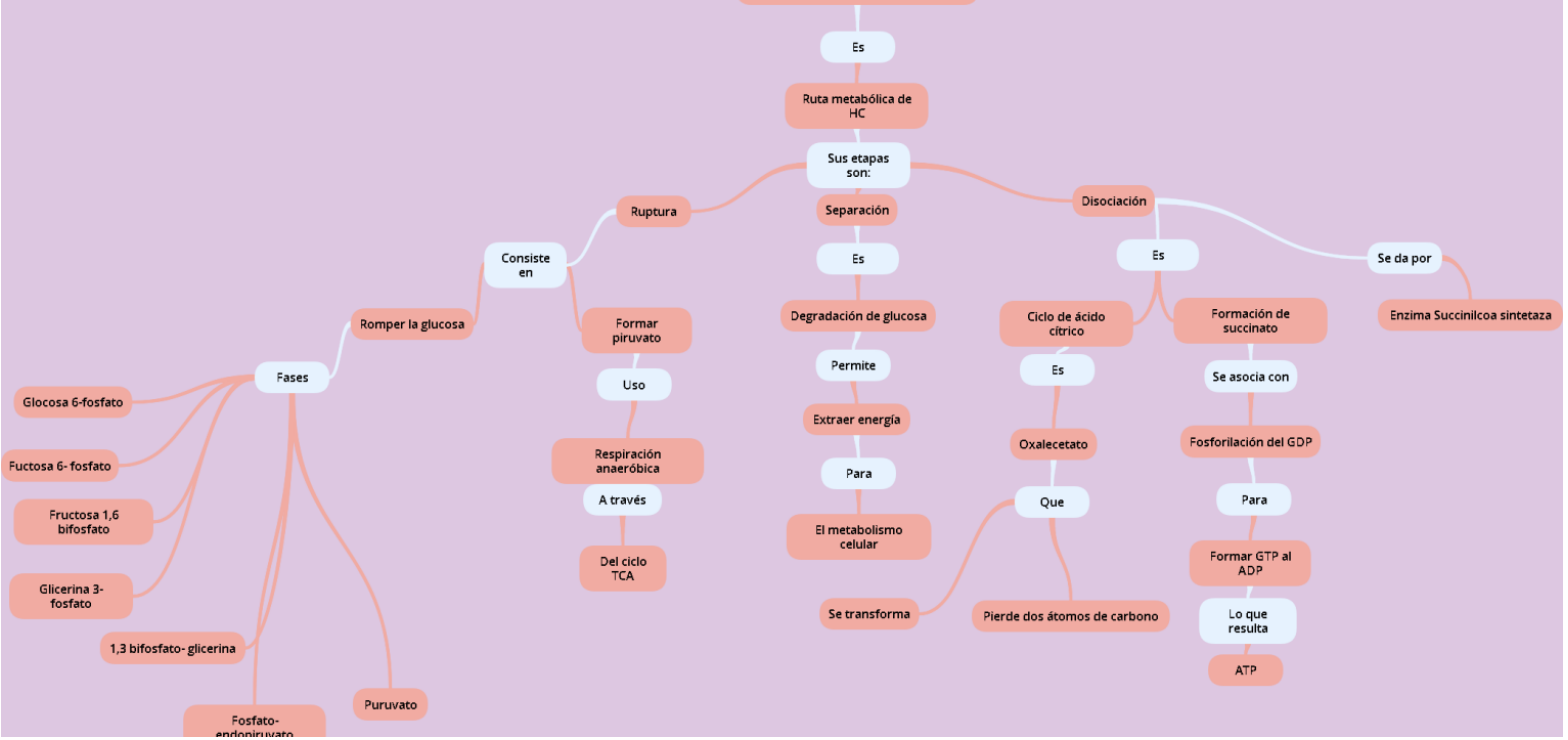 Es
Ruta metabólica de
HC
Sus etapas
son:
Ruptura
Consiste
en
Romper la glucosa
Fases
Glocosa 6-fosfato
Fuctosa 6- fosfato
Fructosa 1,6
bifosfato
Glicerina 3-
fosfato
1,3 bifosfato- glicerina
Fosfato-
endopiruvato
Puruvato
Formar
piruvato
Uso
Respiración
anaeróbica
A través
Del ciclo
TCA
Separación
Es
Degradación de glucosa
Permite
Extraer energía
Para
El metabolismo
celular
Disociación
Es
Ciclo de ácido
cítrico
Es
Oxalecetato
Que
Se transforma
Pierde dos átomos de carbono
Formación de
succinato
Se asocia con
Fosforilación del GDP
Para
Formar GTP al
ADP
Lo que
resulta
ATP
Se da por
Enzima Succinilcoa sintetaza